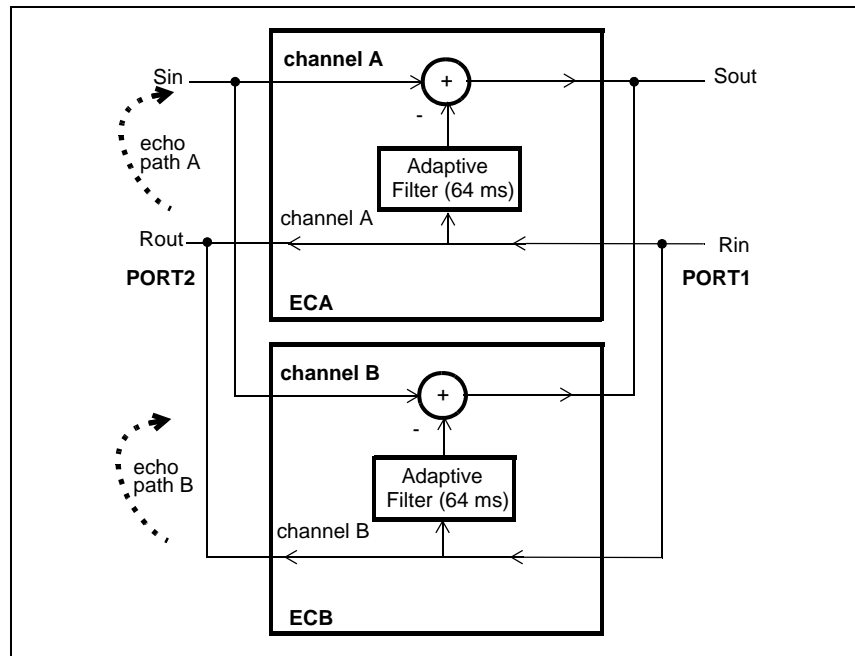 channel A
Sin
+
Sout
-
echo
path A
Adaptive
Filter (64 ms)
channel A
Rout
Rin
PORT2
PORT1
ECA
channel B
+
-
echo
path B
Adaptive
Filter (64 ms)
channel B
ECB